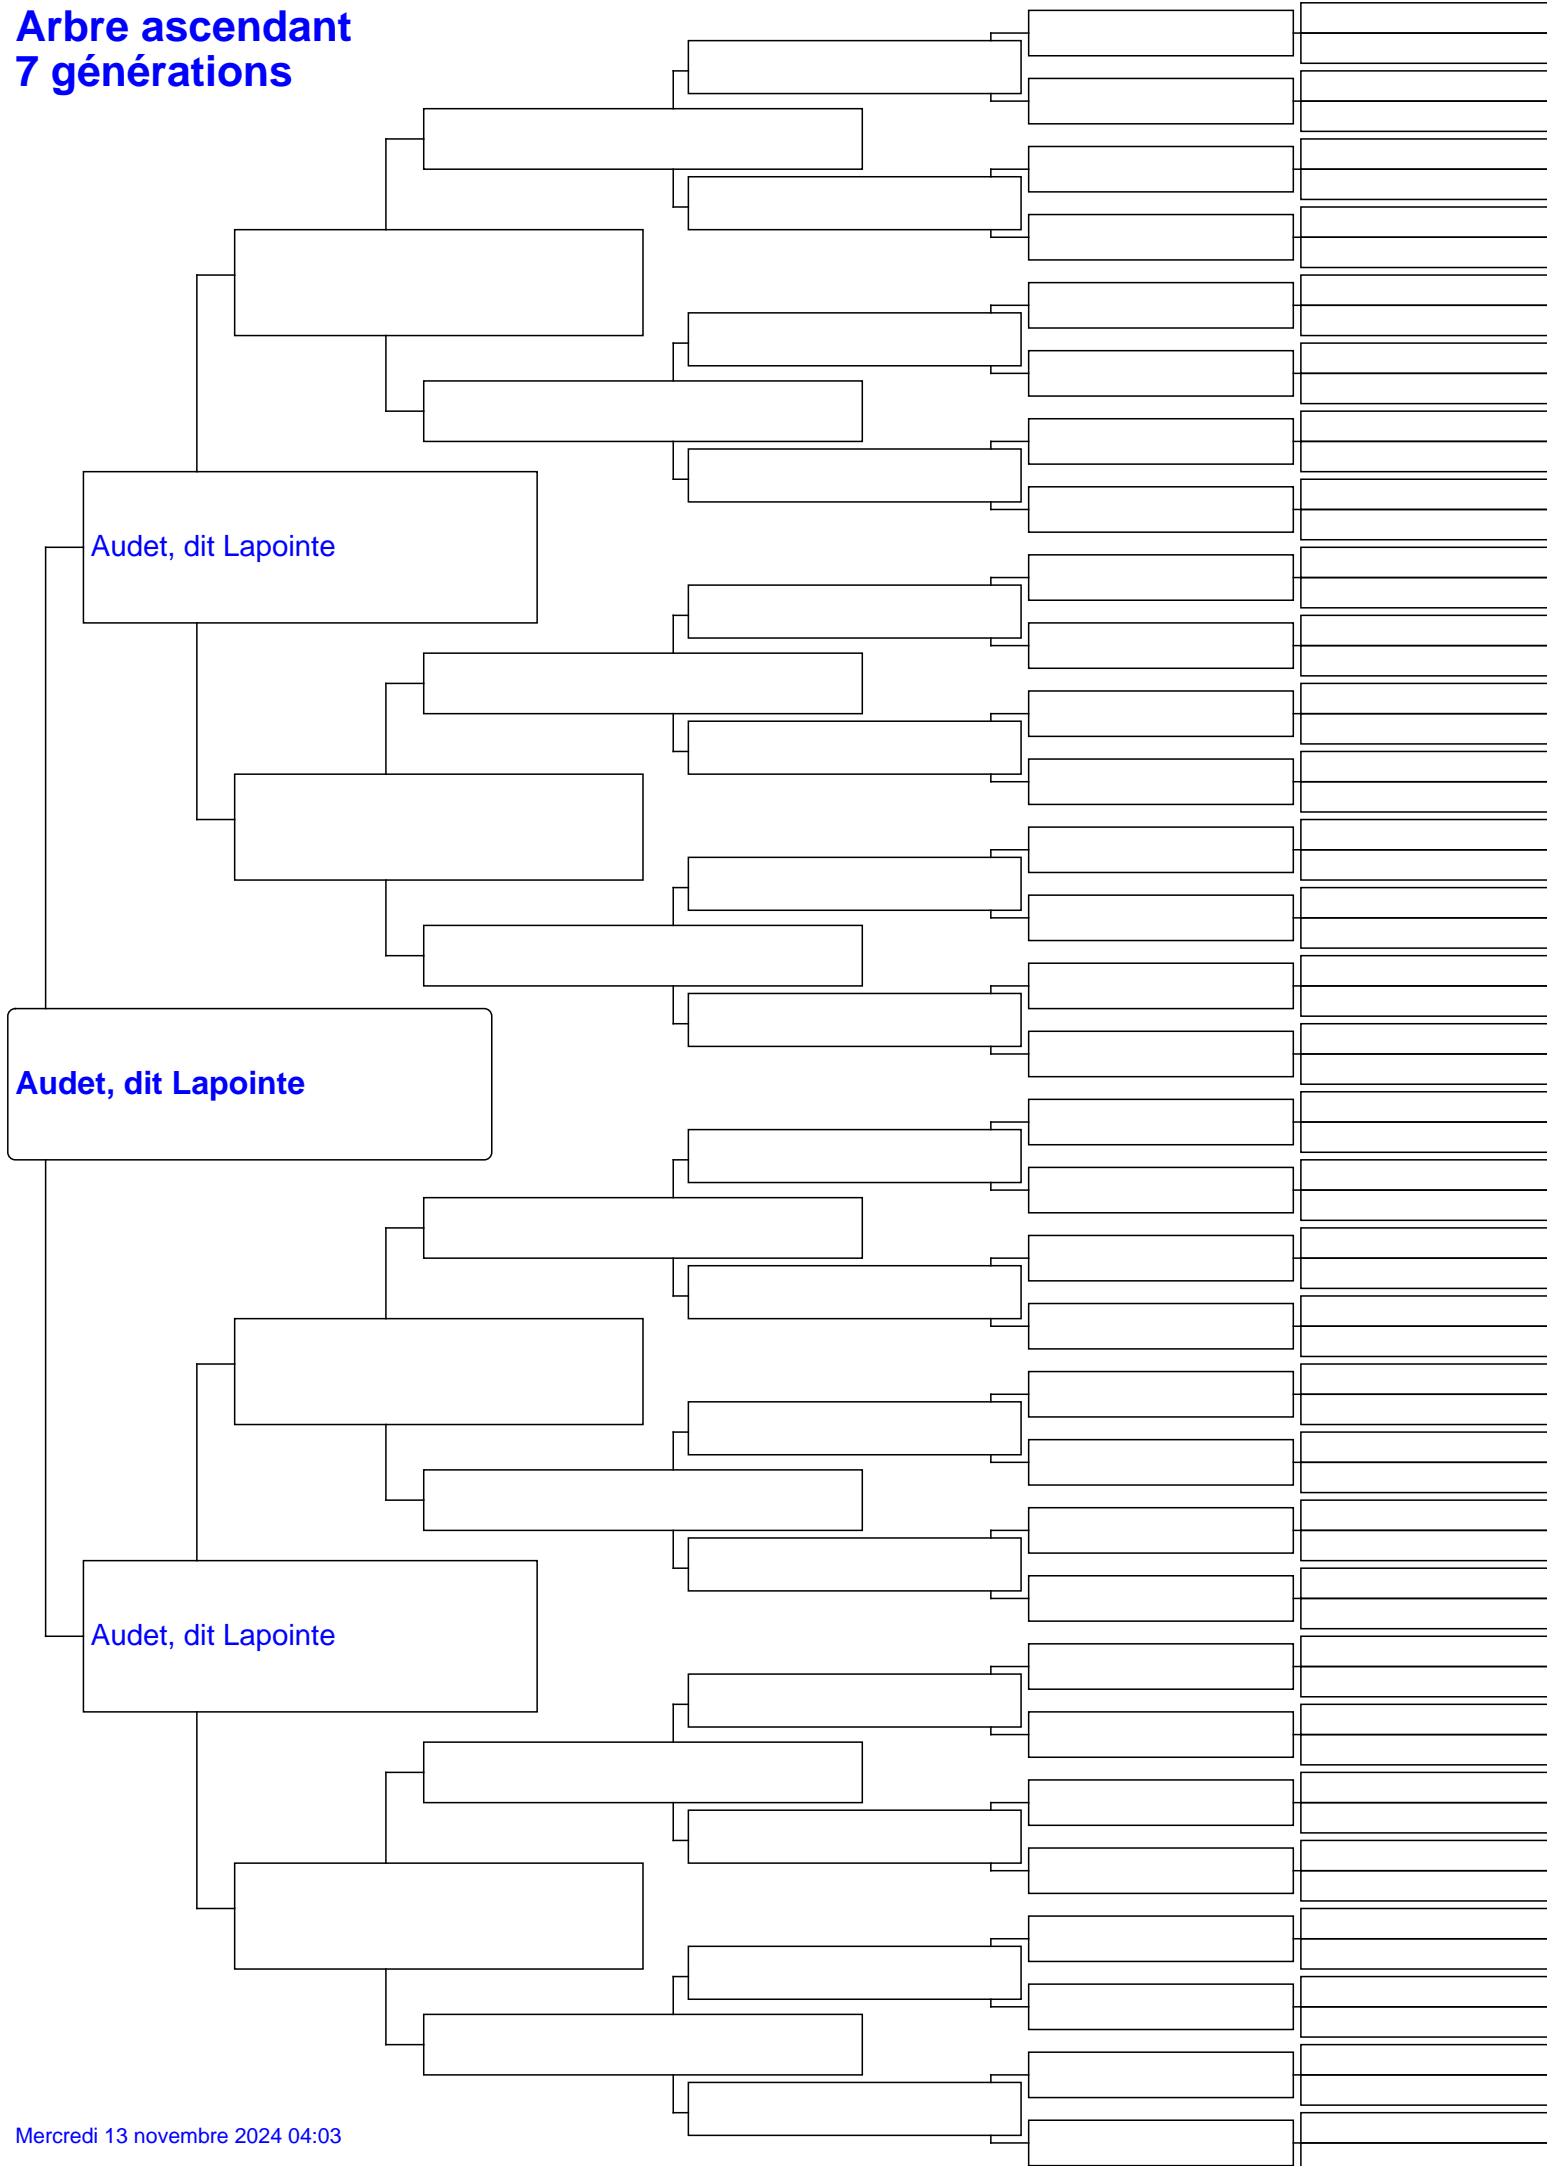 Arbre ascendant
7 générations
Audet, dit Lapointe
Audet, dit Lapointe
Audet, dit Lapointe
Mercredi 13 novembre 2024 04:03